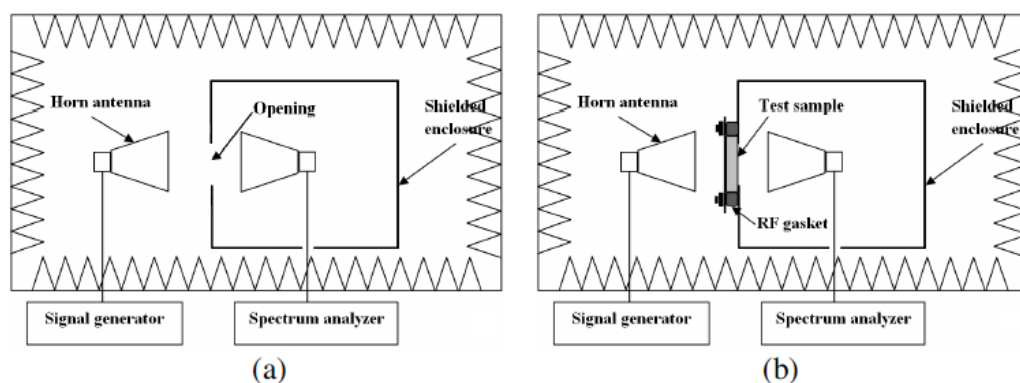 Horn antenna
Opening
Shielded
enclosure
Signal generator
Spectrum analyzer
(a)
Horn antenna
Test sample
Shielded
enclosure
RF gasket
Signal generator
Spectrum analyzer
(b)